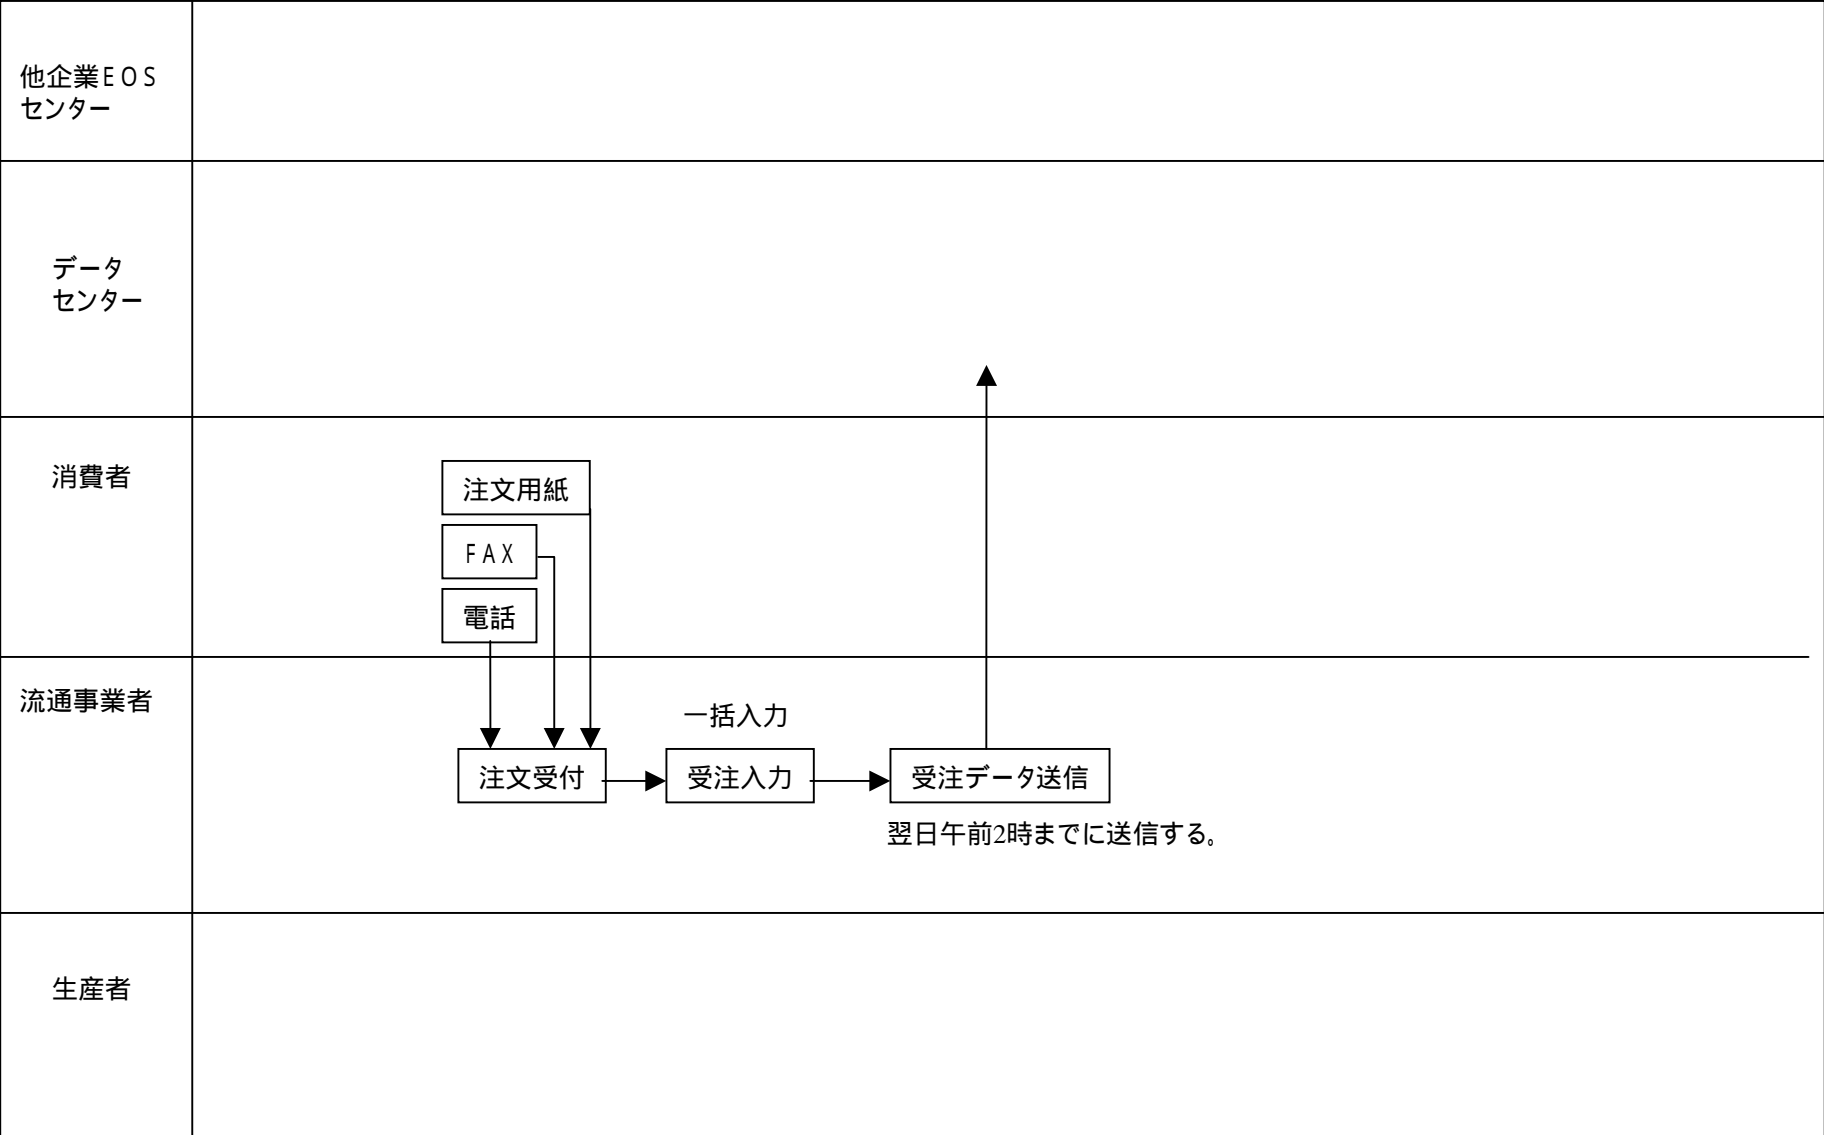 他企業EOS
センター
データ
センター
消費者
注文用紙
FAX
電話
流通事業者
一括入力
注文受付
受注入力
受注データ送信
翌日午前2時までに送信する。
生産者